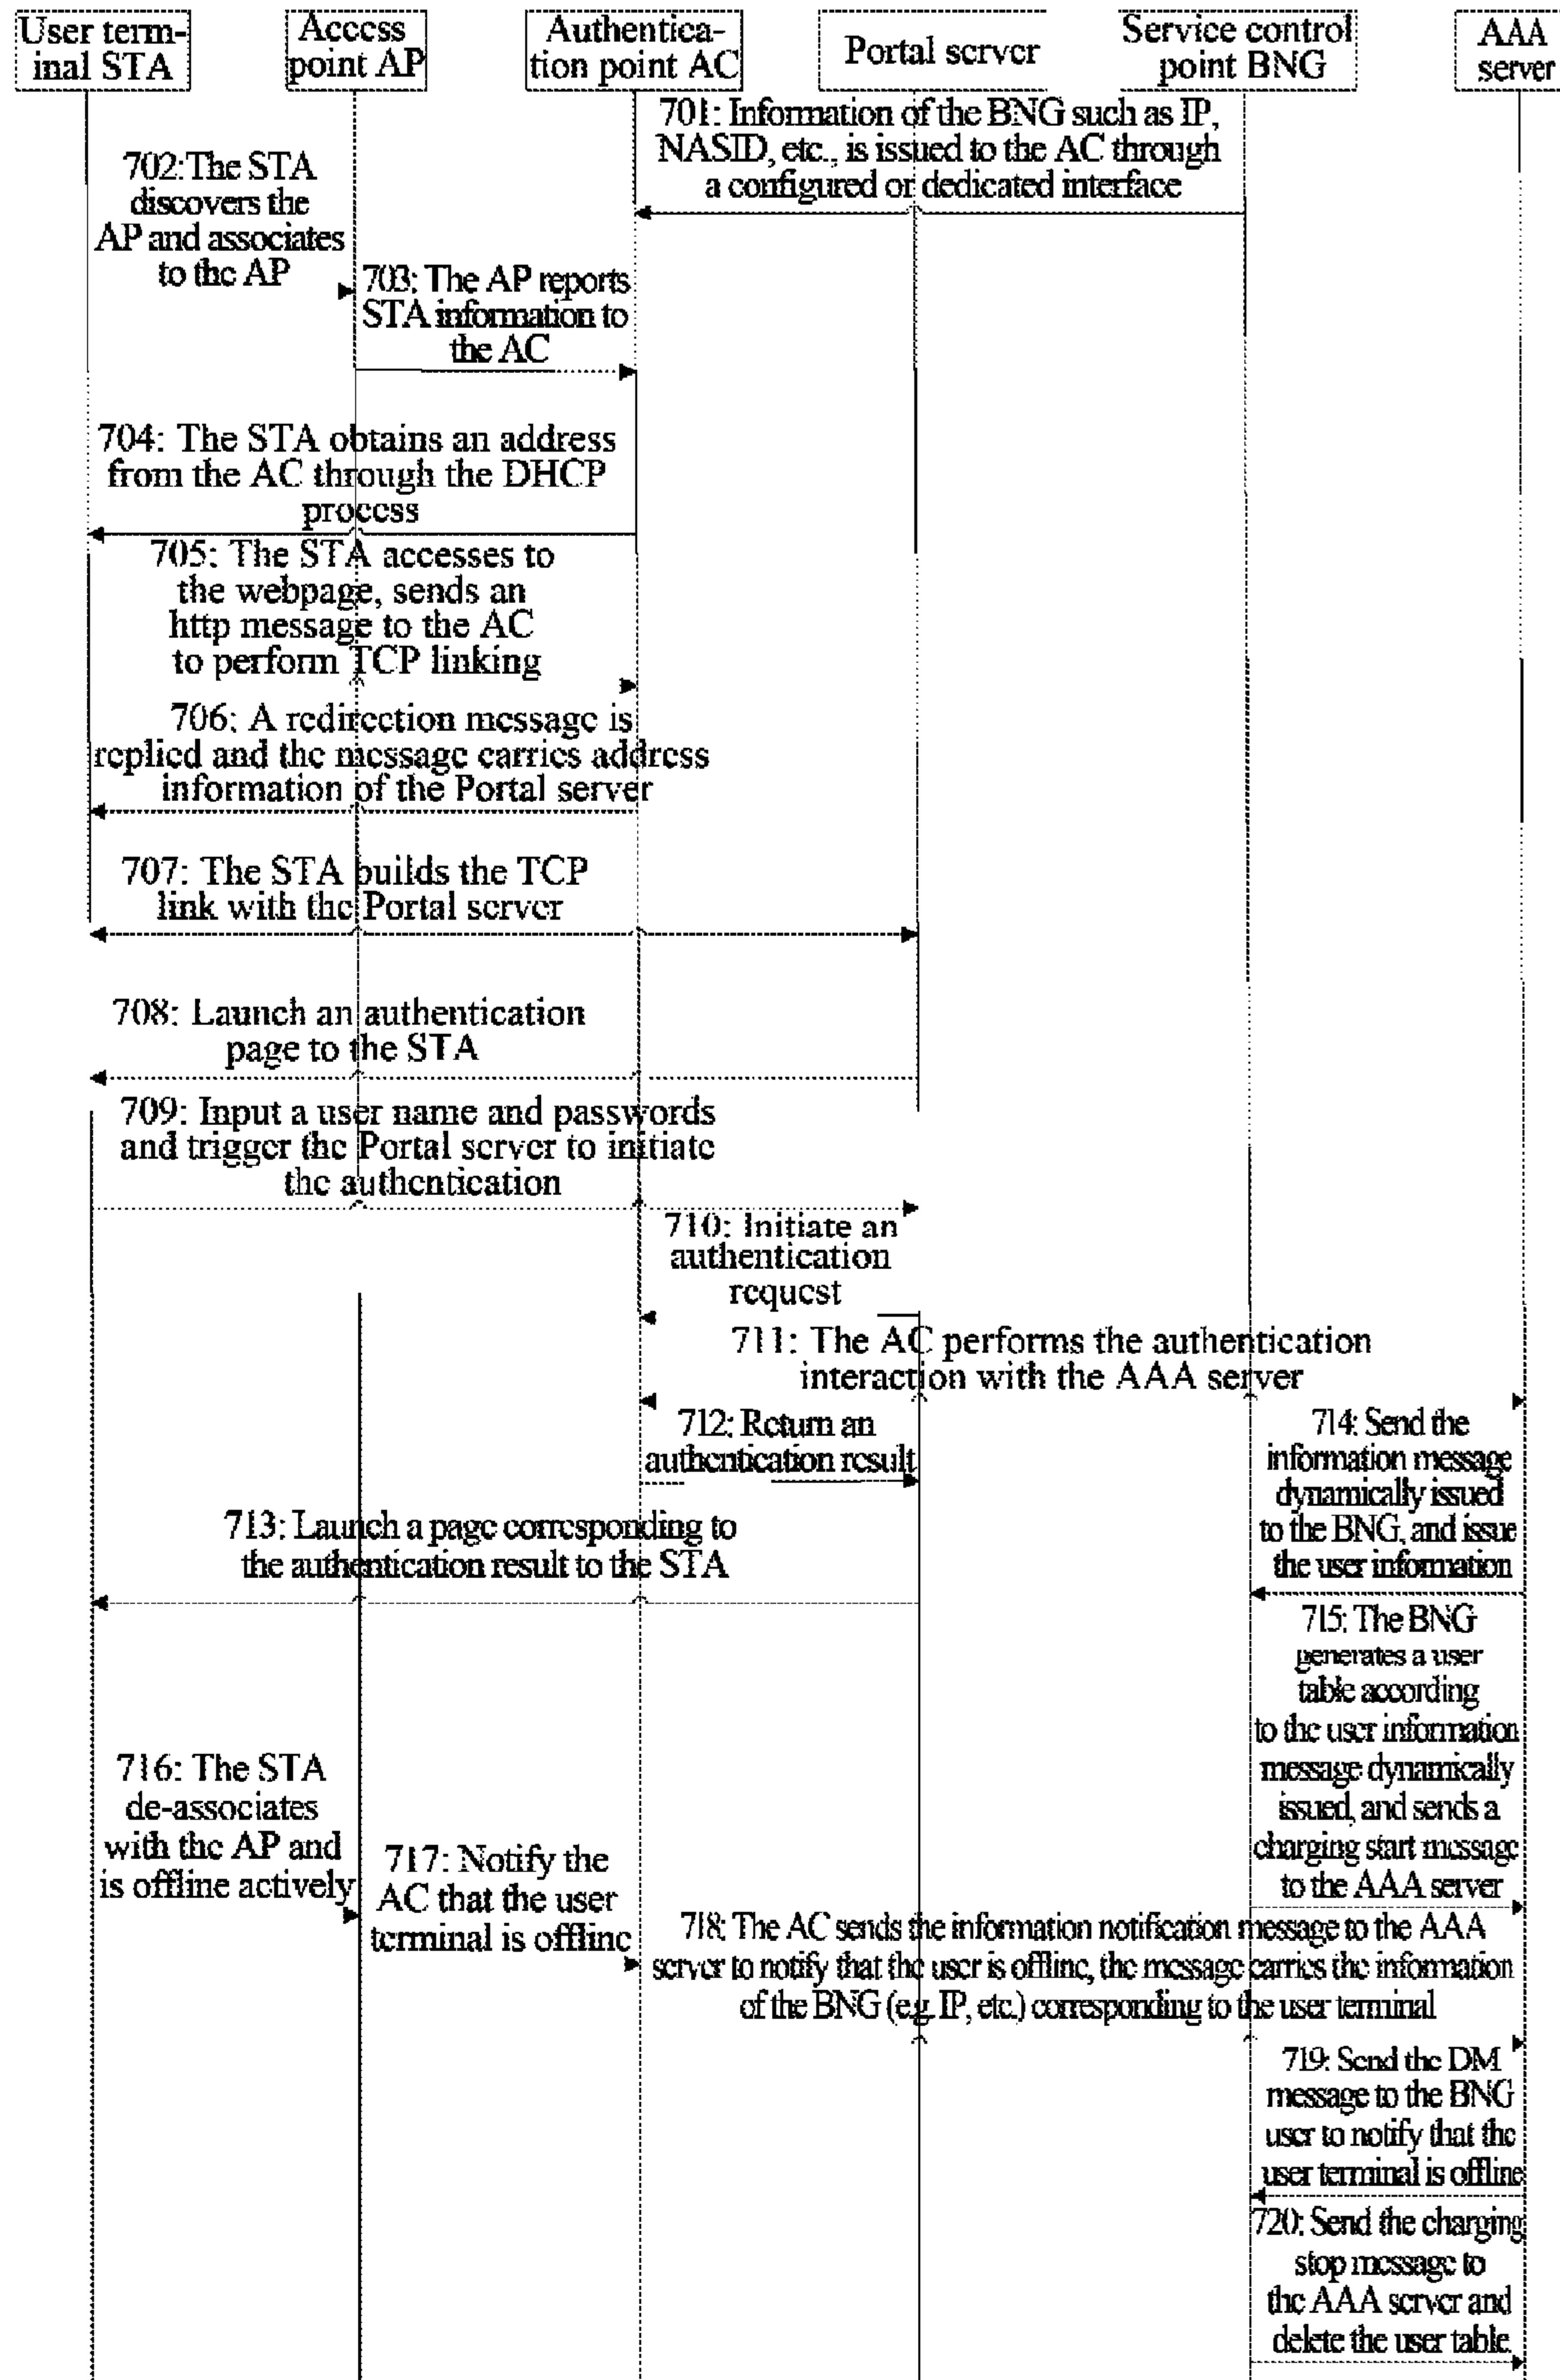 User term-
inal STA
Access
point AP
Authentica-
tion point AC
Portal server
Service control
point BNG
AAA
server
701: Information of the BNG such as IP,
NASID, etc., is issued to the AC through
a configured or dedicated interface
702:The STA
discovers the
AP and associates
to the AP
703: The AP reports
STA information to
the AC
704: The STA obtains an address
from the AC through the DHCP
process
705: The STA accesses to
the webpage, sends an
http message to the AC
to perform TCP linking
706: A redirection message is
replied and the message carries address
information of the Portal server
707: The STA builds the TCP
link with the Portal server
708: Launch an authentication
page to the STA
709: Input a user name and passwords
and trigger the Portal server to initiate
the authentication
710: Initiate an
authentication
request
711: The AC performs the authentication
interaction with the AAA server
712: Return an
authentication result
713: Launch a page corresponding to
the authentication result to the STA
714: Send the
information message
dynamically issued
to the BNG, and issue
the user information
715: The BNG
generates a user
table according
to the user information
message dynamically
issued, and sends a
charging start message
to the AAA server
716: The STA
de-associates
with the AP and
is offline actively
717: Notify the
AC that the user
terminal is offline
718: The AC sends the information notification message to the AAA
server to notify that the user is offline, the message carries the information
of the BNG (e.g. IP, etc.) corresponding to the user terminal
719: Send the DM
message to the BNG
user to notify that the
user terminal is offline
720: Send the charging
stop message to
the AAA server and
delete the user table.